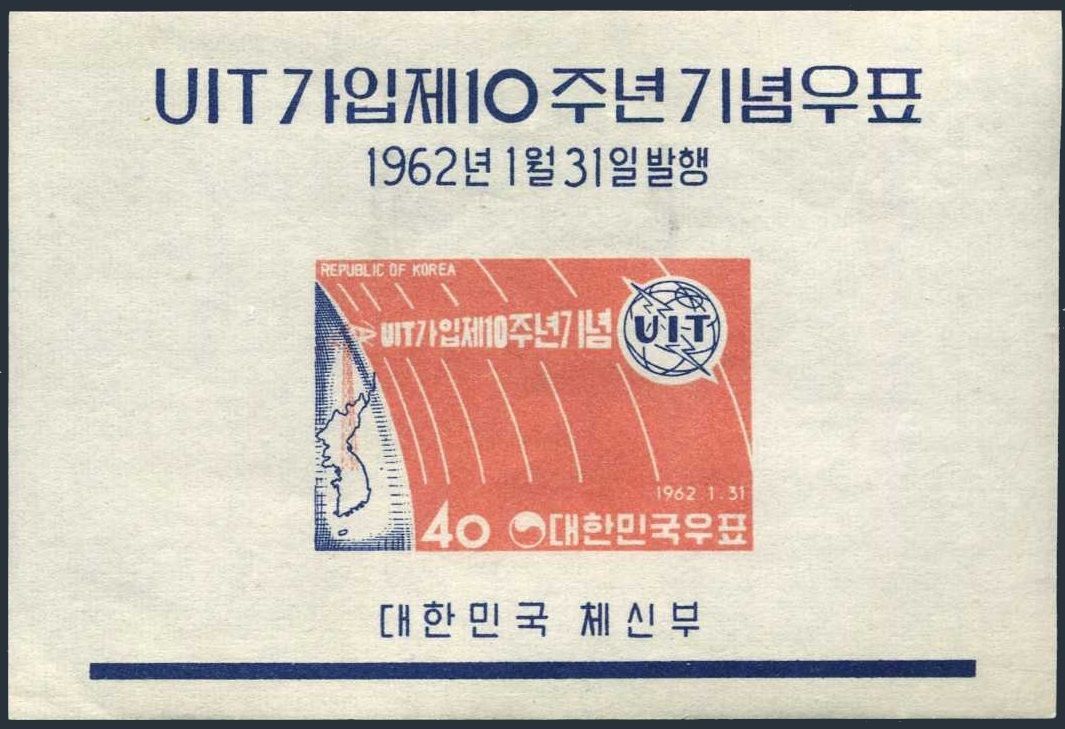 UIT 가입제10주년기념우표
1962년 1월 31일발행
REPUBLIC OF KOREA
UIT가입제10주년기념
UIT
1962 1.31
40 대한민국우표
대한민국 체신부